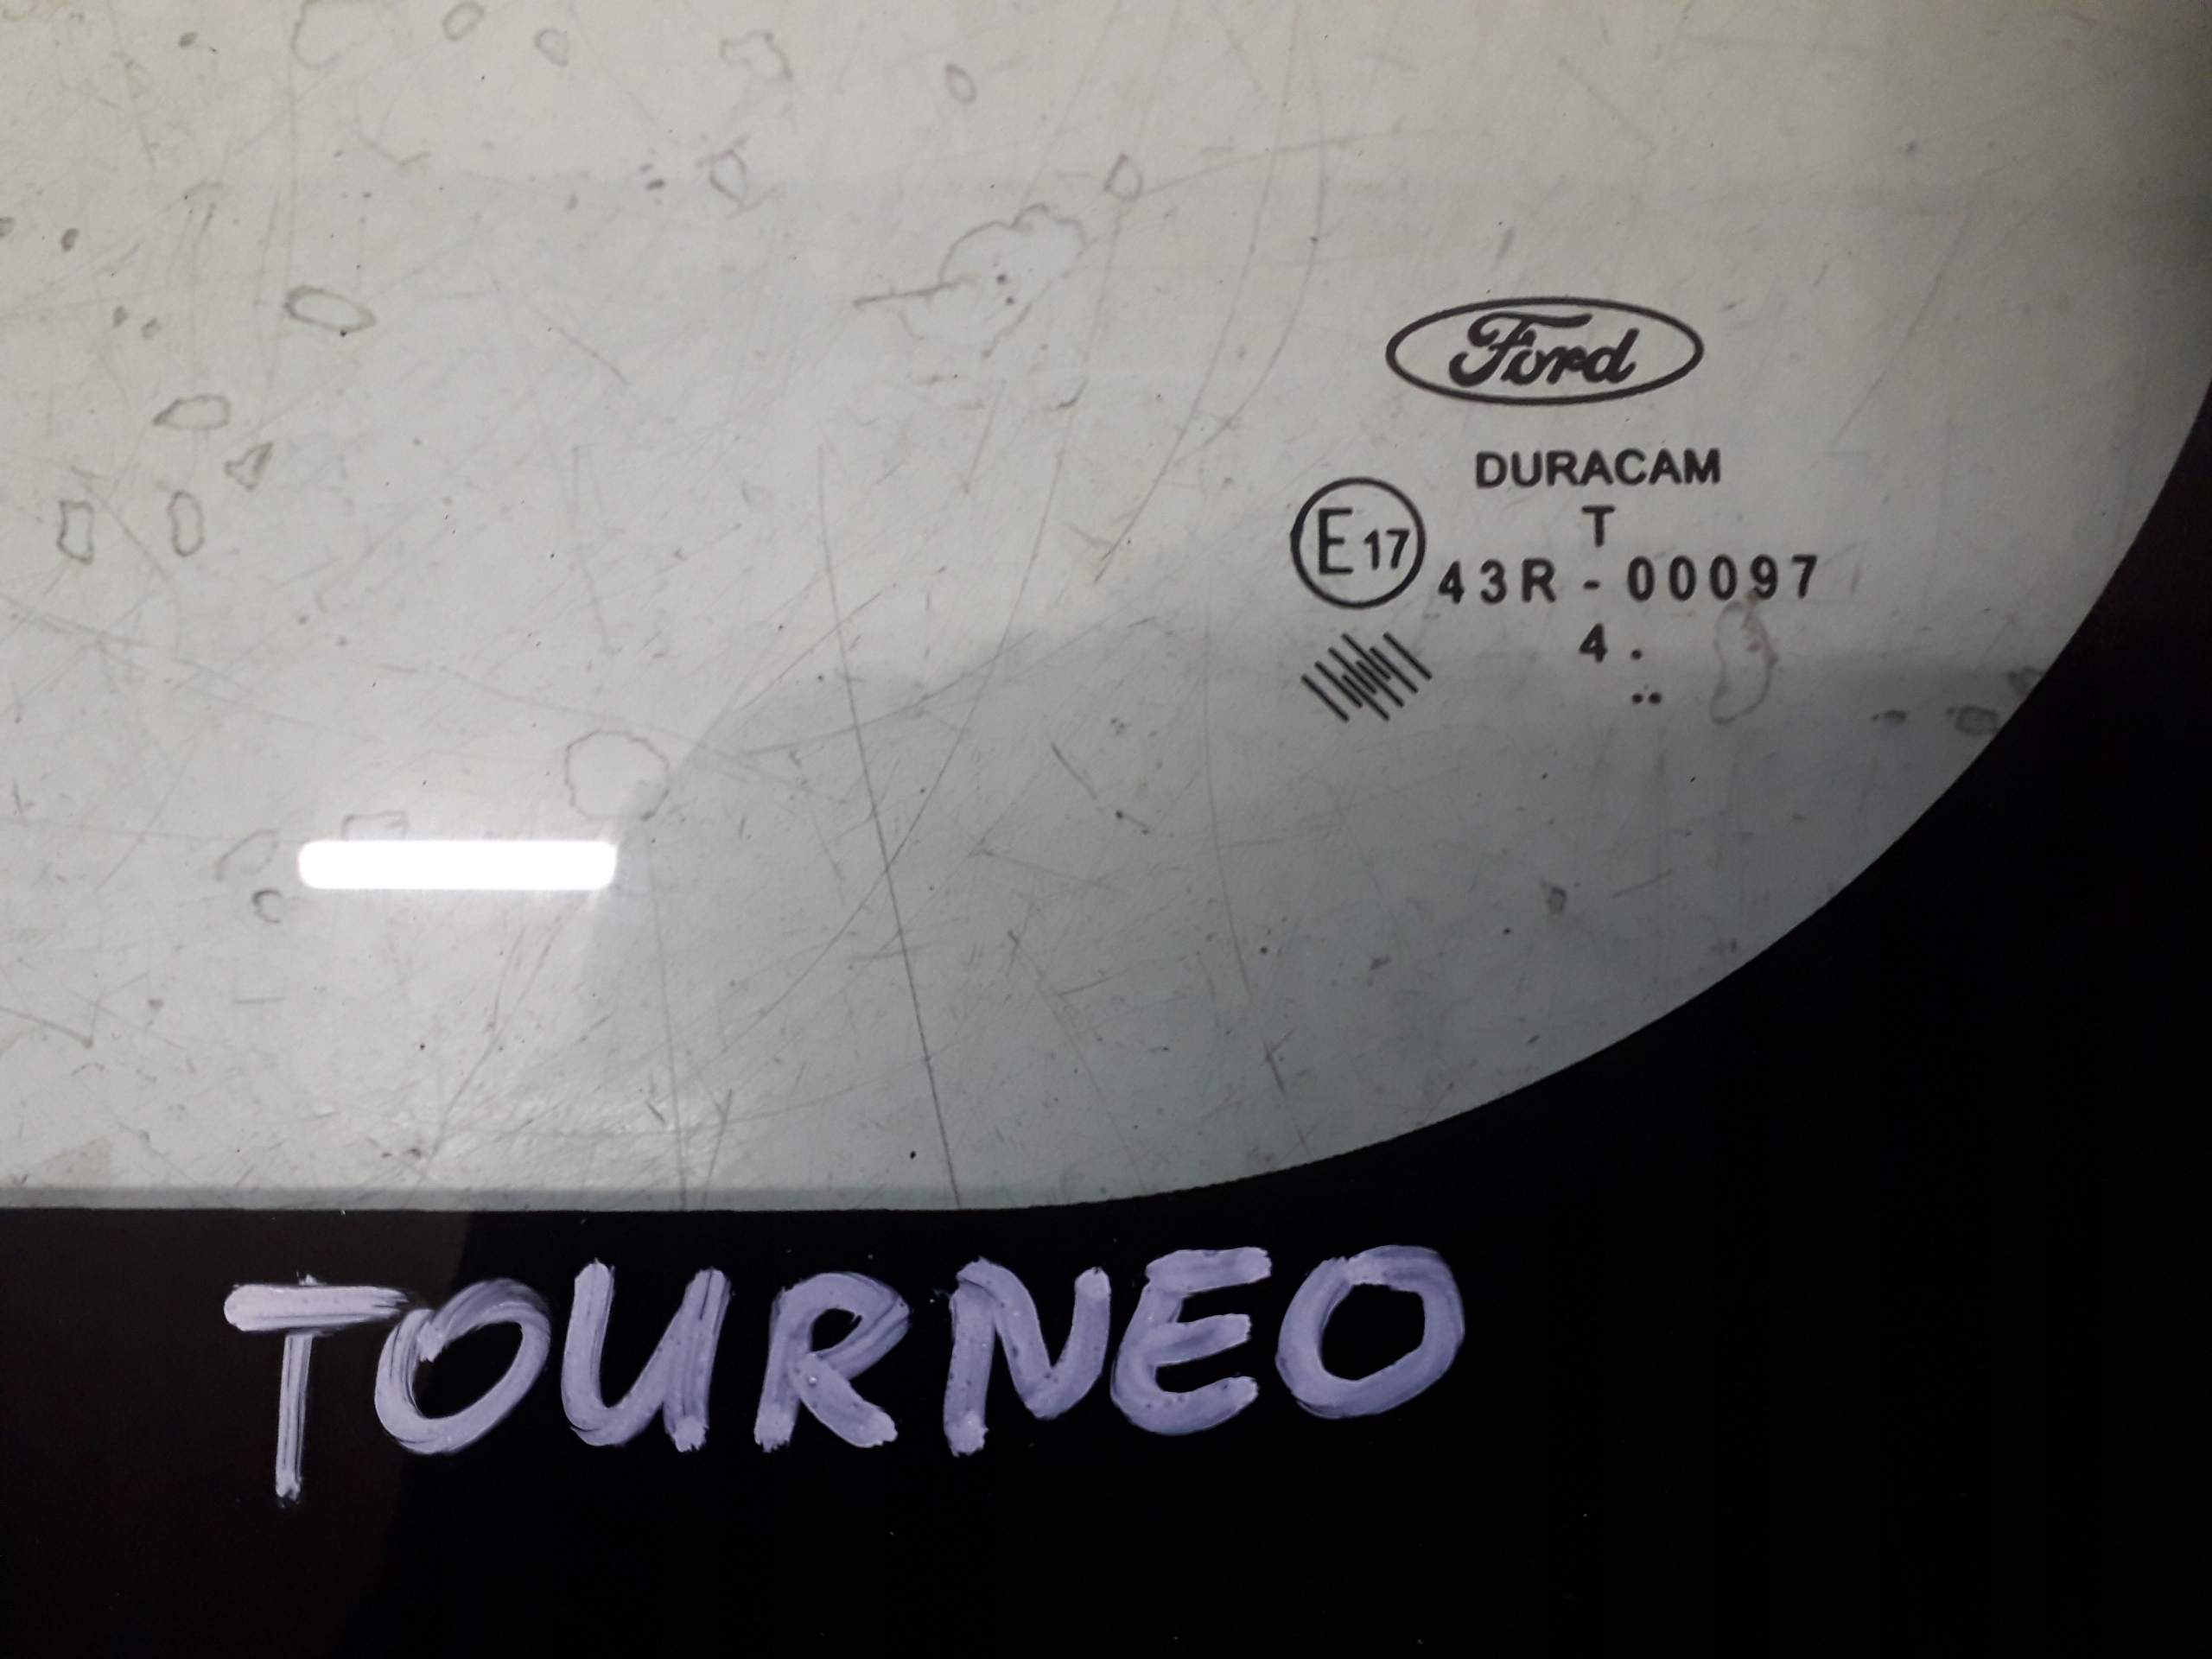 Ford
DURACAM
T
E17 43R-00097
4 .
..
TOURNEO